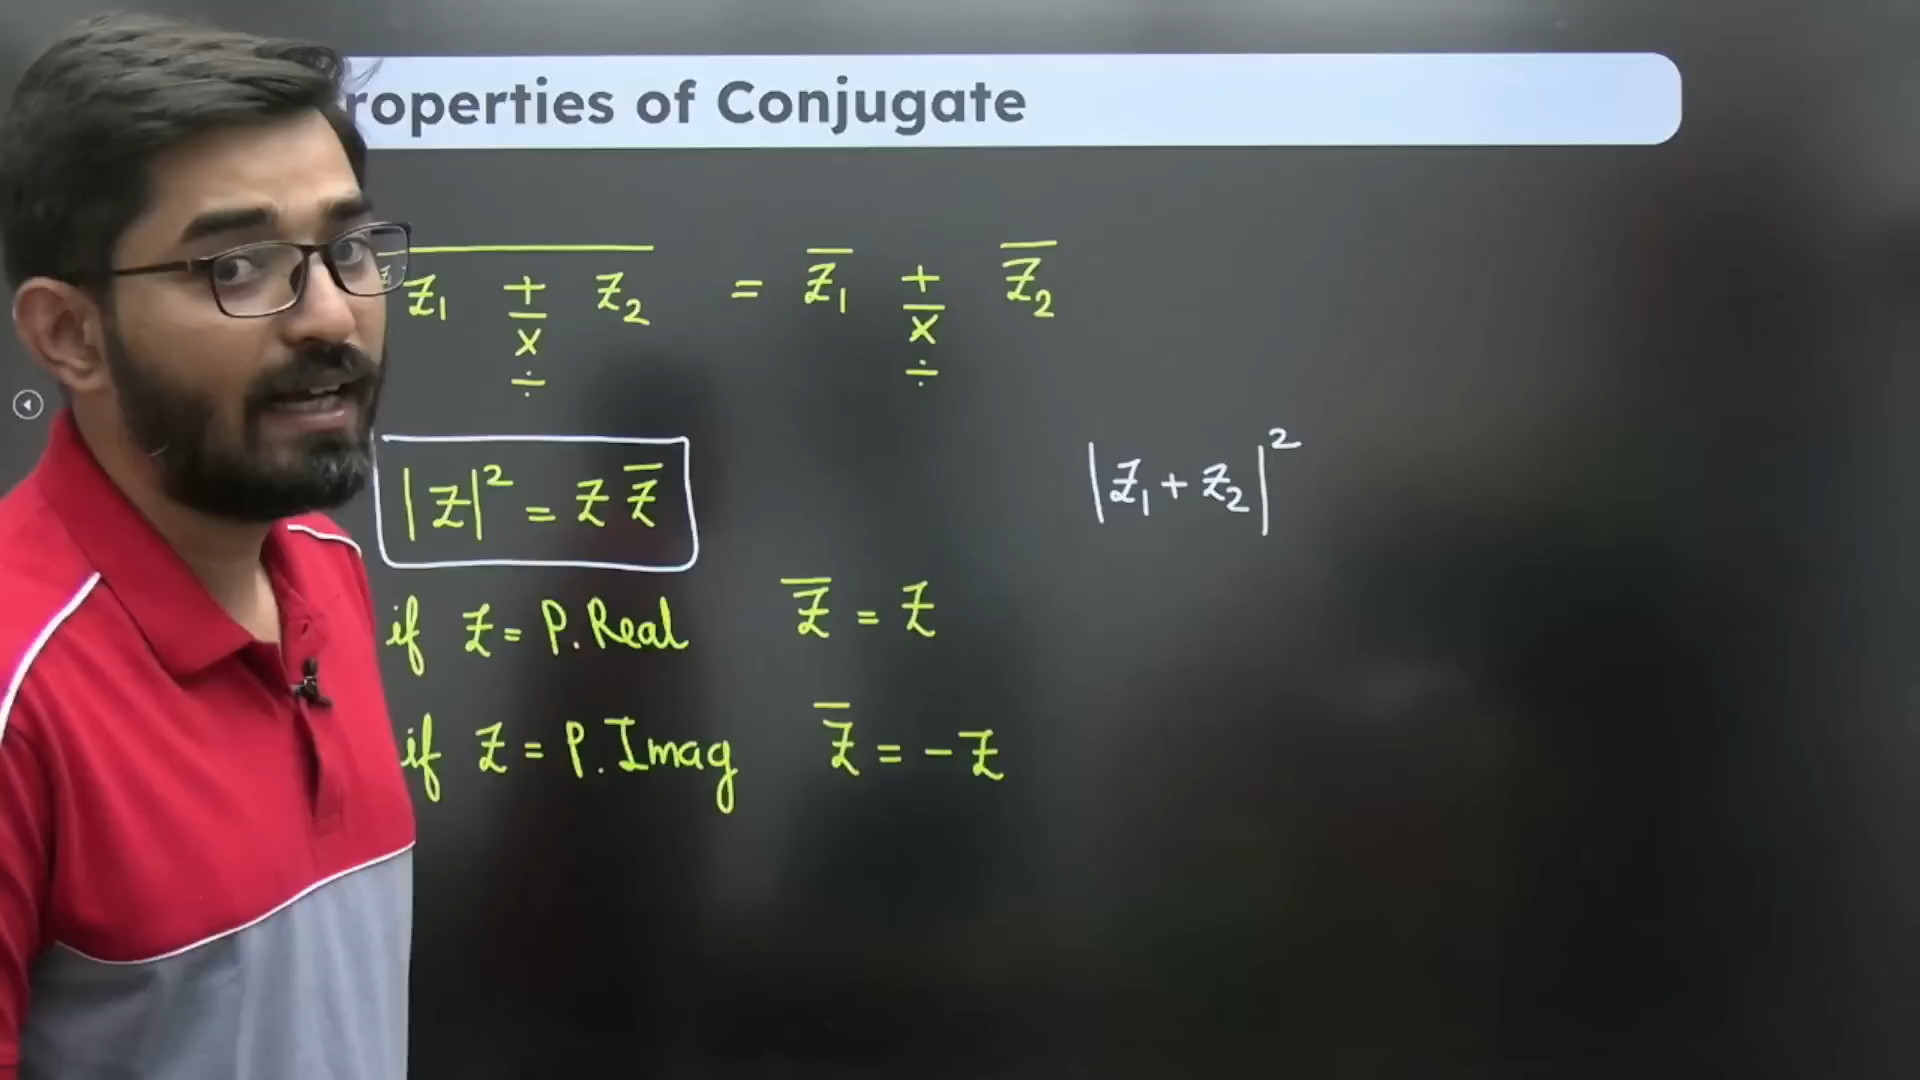 roperties of Conjugate
z₁ ± z₂ = z̅₁ ± z̅₂
× ×
÷ ÷
|z|² = z z̅
|z₁ + z₂|²
if z = P.Real z̅ = z
if z = P.Imag z̅ = -z